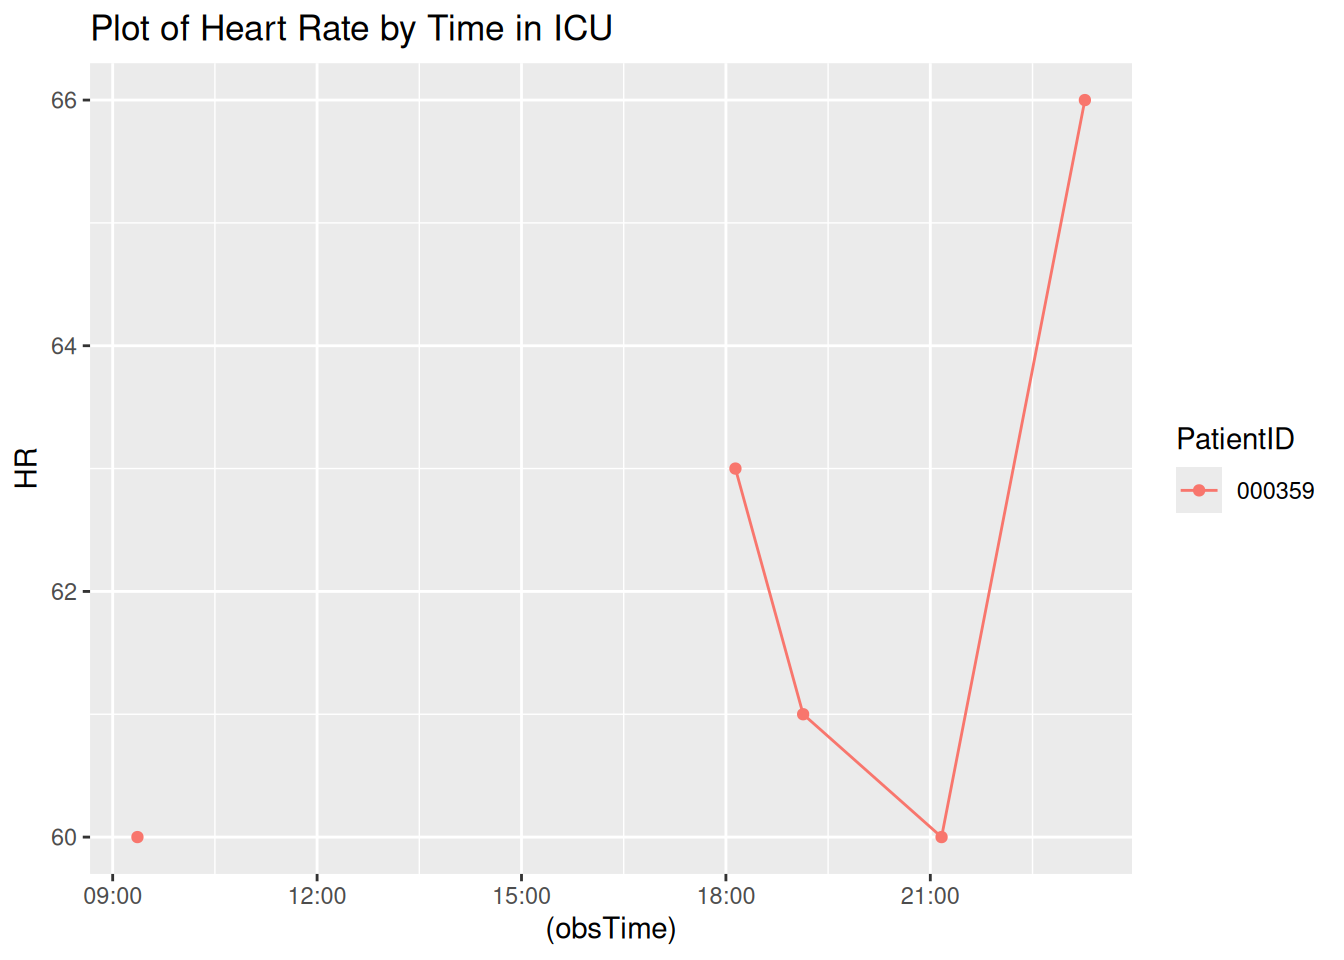 Plot of Heart Rate by Time in ICU
66
64
62
60
HR
09:00 12:00 15:00 18:00 21:00
(obsTime)
PatientID
000359